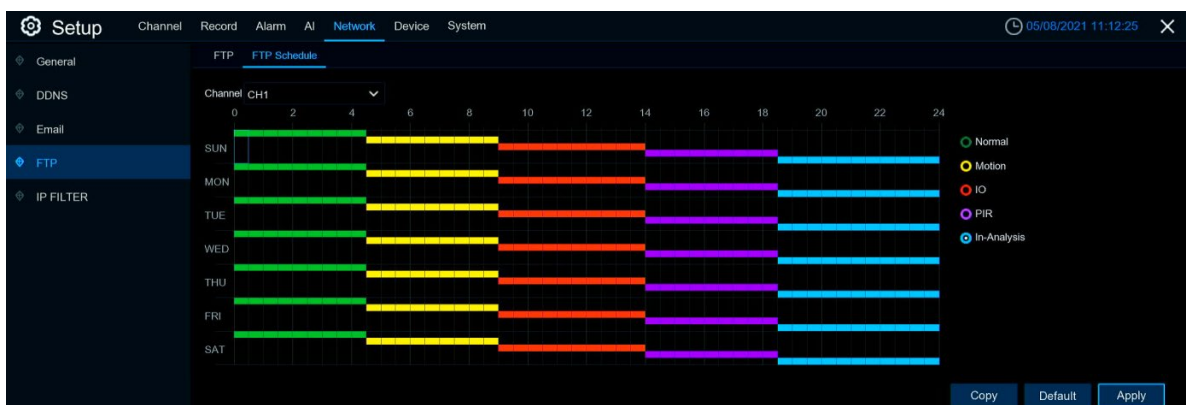 Setup Channel Record Alarm AI Network Device System 05/08/2021 11:12:25
General
DDNS
Email
FTP
IP FILTER
FTP FTP Schedule
Channel CH1
0 2 4 6 8 10 12 14 16 18 20 22 24
SUN
MON
TUE
WED
THU
FRI
SAT
Normal
Motion
IO
PIR
In-Analysis
Copy Default Apply